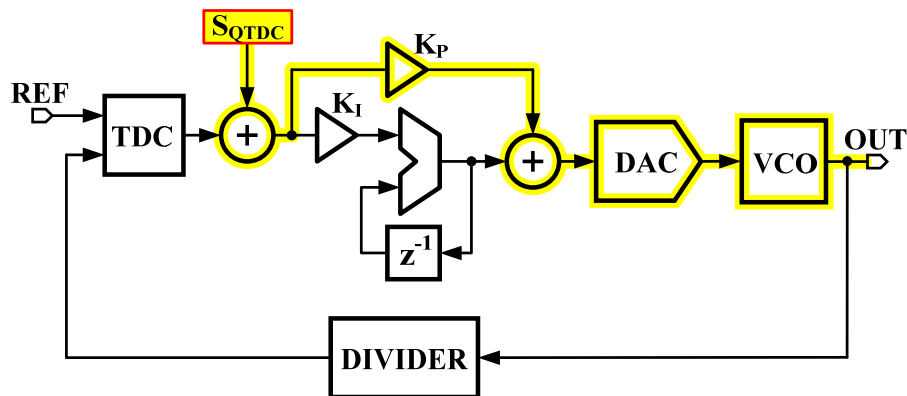 S_QTDC
K_P
REF
K_I
TDC
+
+
DAC
VCO
OUT
z^-1
DIVIDER